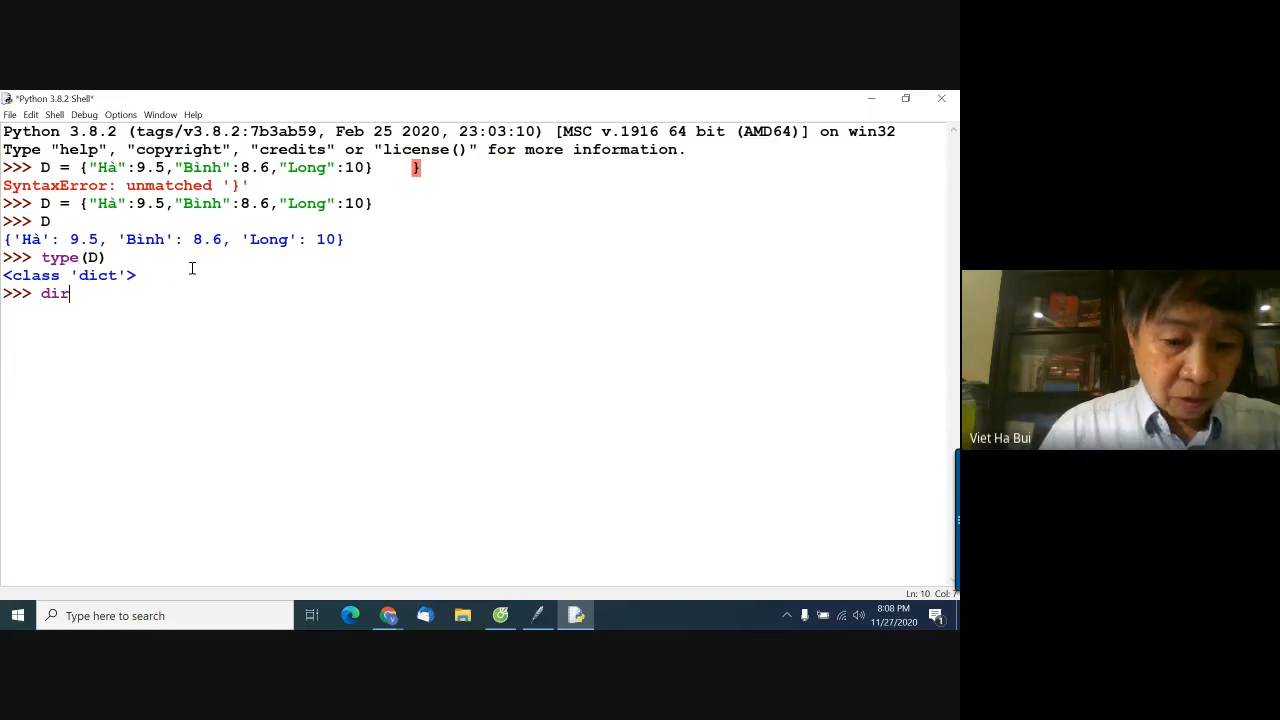 *Python 3.8.2 Shell*
File Edit Shell Debug Options Window Help
Python 3.8.2 (tags/v3.8.2:7b3ab59, Feb 25 2020, 23:03:10) [MSC v.1916 64 bit (AMD64)] on win32
Type "help", "copyright", "credits" or "license()" for more information.
>>> D = {"Hà":9.5,"Bình":8.6,"Long":10}    }
SyntaxError: unmatched '}'
>>> D = {"Hà":9.5,"Bình":8.6,"Long":10}
>>> D
{'Hà': 9.5, 'Bình': 8.6, 'Long': 10}
>>> type(D)
<class 'dict'>
>>> dir
Viet Ha Bui
Ln: 10 Col: 7
Type here to search
8:08 PM
11/27/2020
1